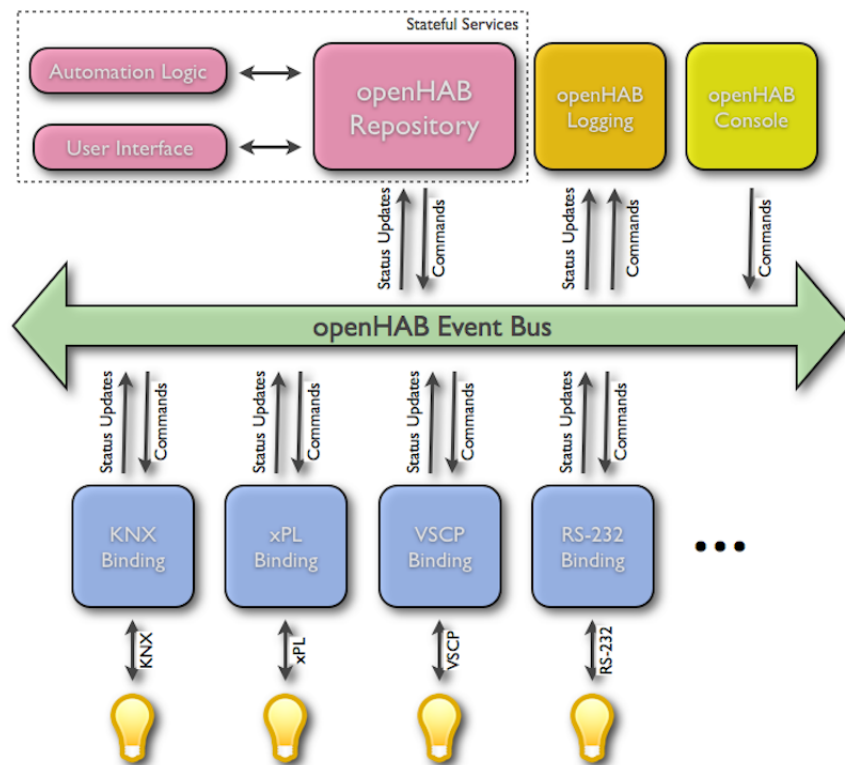 Stateful Services
Automation Logic
User Interface
openHAB
Repository
openHAB
Logging
openHAB
Console
Status Updates
Commands
Status Updates
Commands
Commands
openHAB Event Bus
Status Updates
Commands
Status Updates
Commands
Status Updates
Commands
Status Updates
Commands
KNX
Binding
xPL
Binding
VSCP
Binding
RS-232
Binding
...
KNX
xPL
VSCP
RS-232